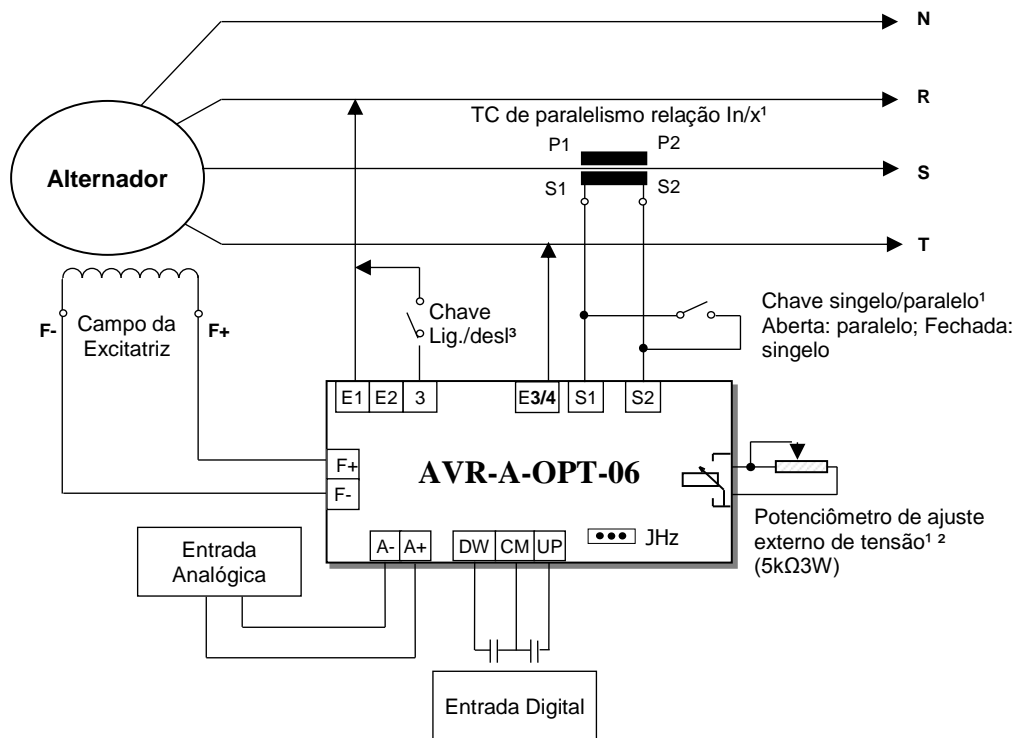 N
R
TC de paralelismo relação In/x¹
P1 P2
Alternador
S
S1 S2
T
F- Campo da Excitatriz F+
Chave
Lig./desl³
Chave singelo/paralelo¹
Aberta: paralelo; Fechada:
singelo
E1 E2 3 E3/4 S1 S2
F+
F-
AVR-A-OPT-06
A- A+ DW CM UP
JHz
Potenciômetro de ajuste
externo de tensão¹ ²
(5kΩ3W)
Entrada
Analógica
Entrada Digital